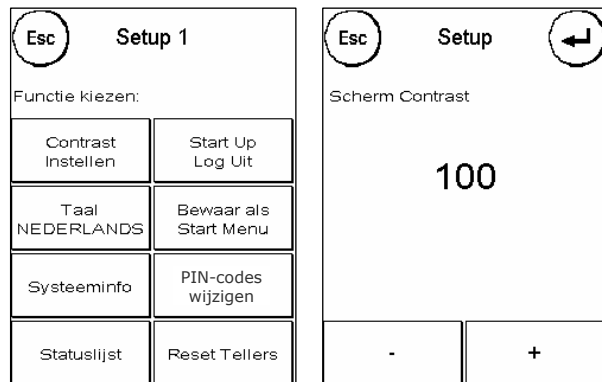 Esc
Setup 1
Functie kiezen:
Contrast
Instellen
Start Up
Log Uit
Taal
NEDERLANDS
Bewaar als
Start Menu
Systeeminfo
PIN-codes
wijzigen
Statuslijst
Reset Tellers
Esc
Setup
Scherm Contrast
100
-
+